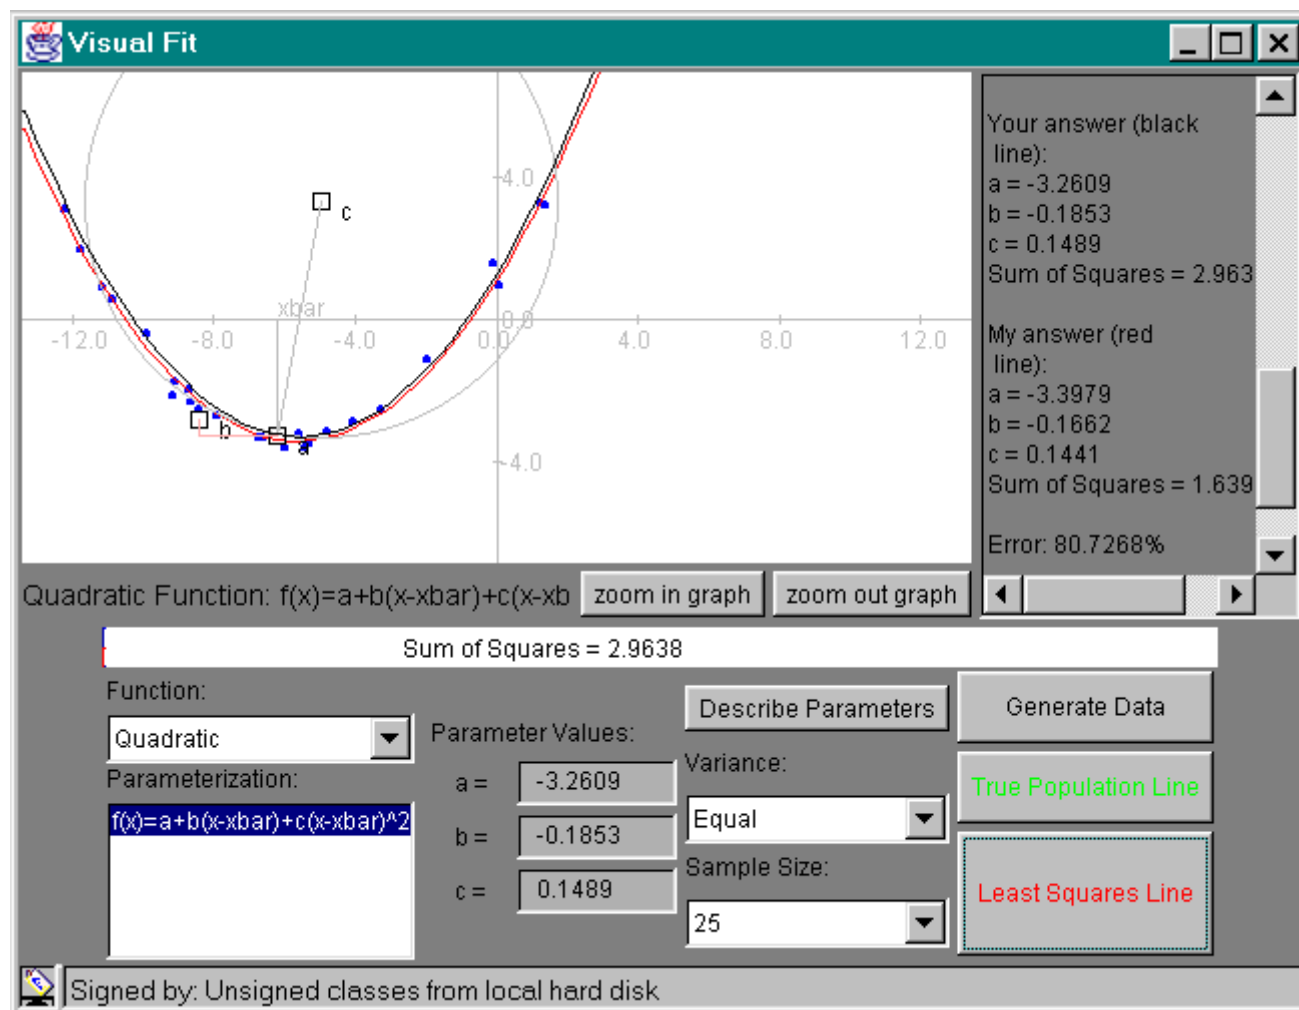 Visual Fit
4.0
c
xbar
0.0
-12.0 -8.0 -4.0 0.0 4.0 8.0 12.0
b
a
-4.0
Your answer (black
line):
a = -3.2609
b = -0.1853
c = 0.1489
Sum of Squares = 2.963
My answer (red
line):
a = -3.3979
b = -0.1662
c = 0.1441
Sum of Squares = 1.639
Error: 80.7268%
Quadratic Function: f(x)=a+b(x-xbar)+c(x-xb
zoom in graph
zoom out graph
Sum of Squares = 2.9638
Function:
Quadratic
Parameterization:
f(x)=a+b(x-xbar)+c(x-xbar)^2
Parameter Values:
a = -3.2609
b = -0.1853
c = 0.1489
Describe Parameters
Variance:
Equal
Sample Size:
25
Generate Data
True Population Line
Least Squares Line
Signed by: Unsigned classes from local hard disk